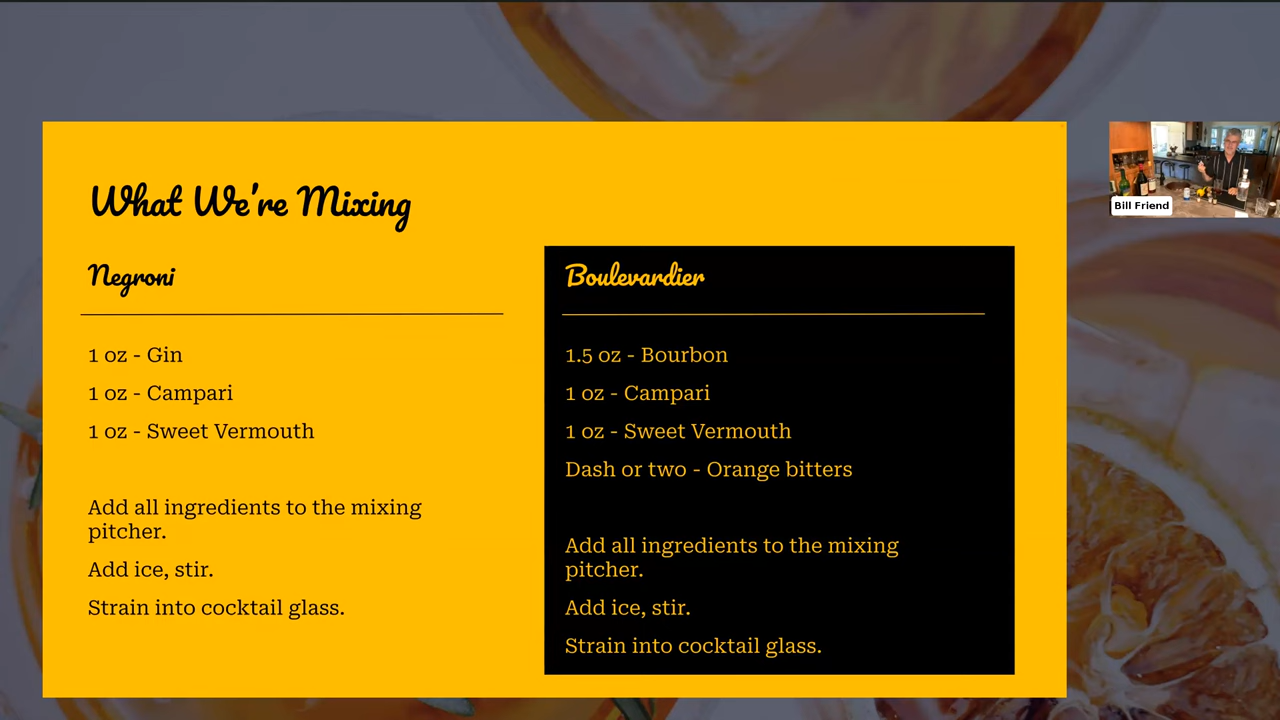 What We're Mixing
Negroni
1 oz - Gin
1 oz - Campari
1 oz - Sweet Vermouth
Add all ingredients to the mixing
pitcher.
Add ice, stir.
Strain into cocktail glass.
Boulevardier
1.5 oz - Bourbon
1 oz - Campari
1 oz - Sweet Vermouth
Dash or two - Orange bitters
Add all ingredients to the mixing
pitcher.
Add ice, stir.
Strain into cocktail glass.
Bill Friend